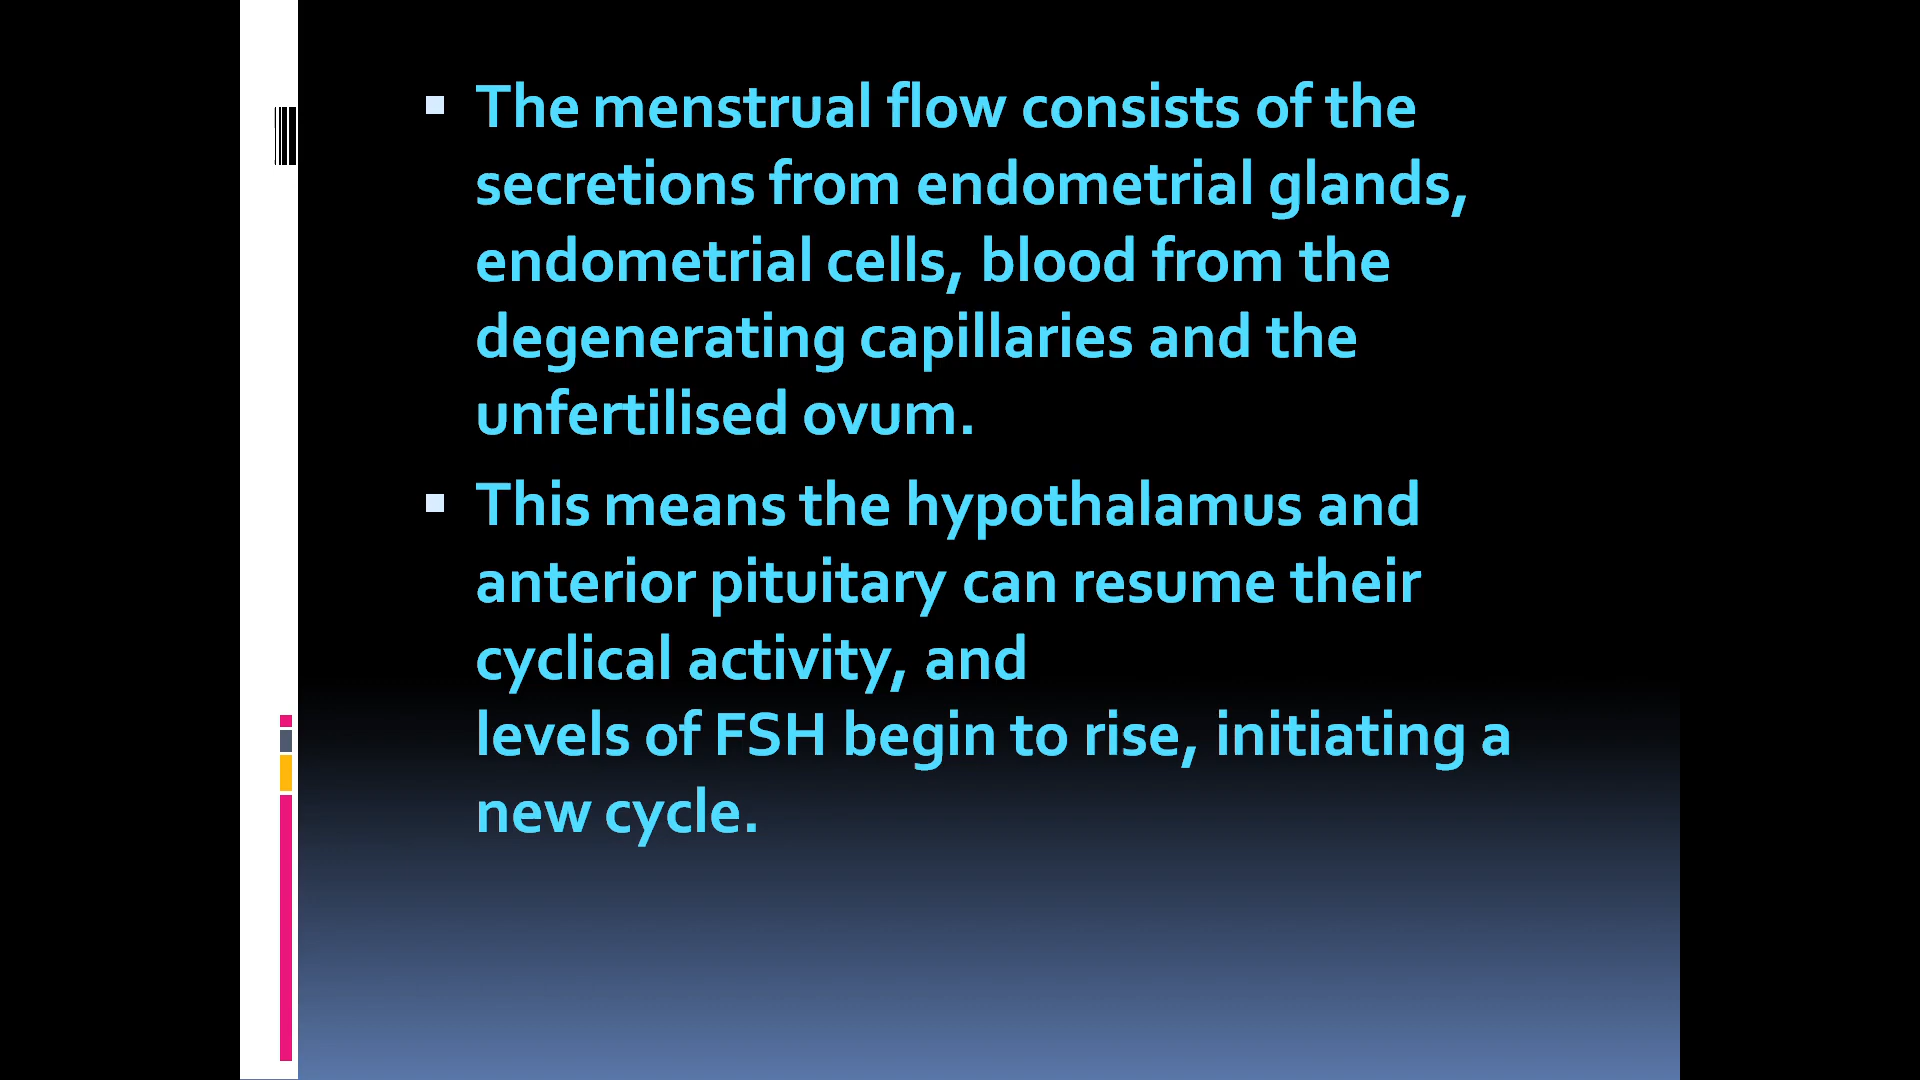 ▪ The menstrual flow consists of the
secretions from endometrial glands,
endometrial cells, blood from the
degenerating capillaries and the
unfertilised ovum.
▪ This means the hypothalamus and
anterior pituitary can resume their
cyclical activity, and
levels of FSH begin to rise, initiating a
new cycle.